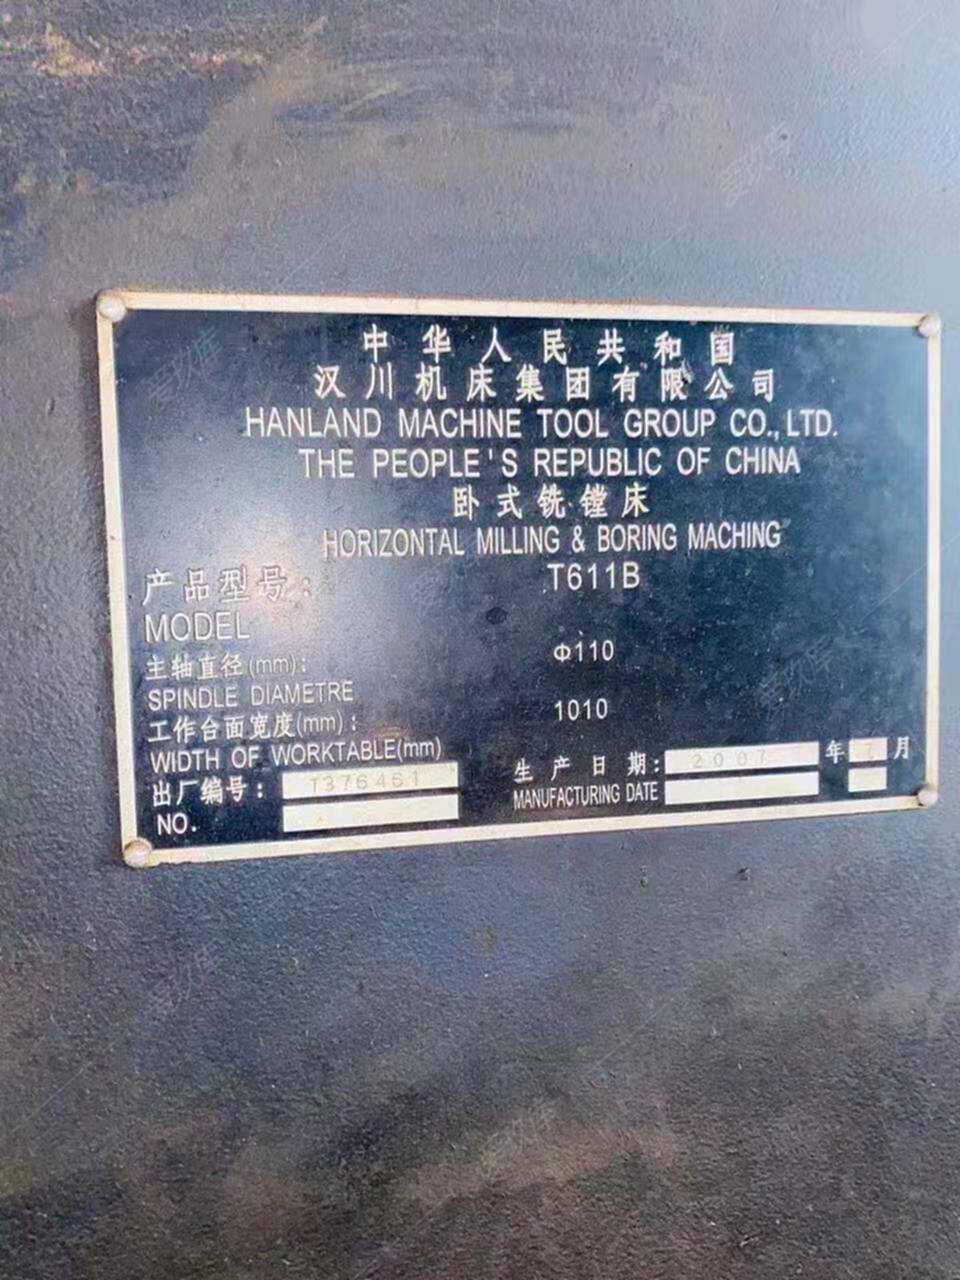 中华人民共和国
汉川机床集团有限公司
HANLAND MACHINE TOOL GROUP CO., LTD.
THE PEOPLE'S REPUBLIC OF CHINA
卧式铣镗床
HORIZONTAL MILLING & BORING MACHING
产品型号: T611B
MODEL
主轴直径(mm): Φ110
SPINDLE DIAMETRE
工作台面宽度(mm): 1010
WIDTH OF WORKTABLE(mm)
出厂编号: 1376461
NO.
生产日期: 2007 年 7 月
MANUFACTURING DATE